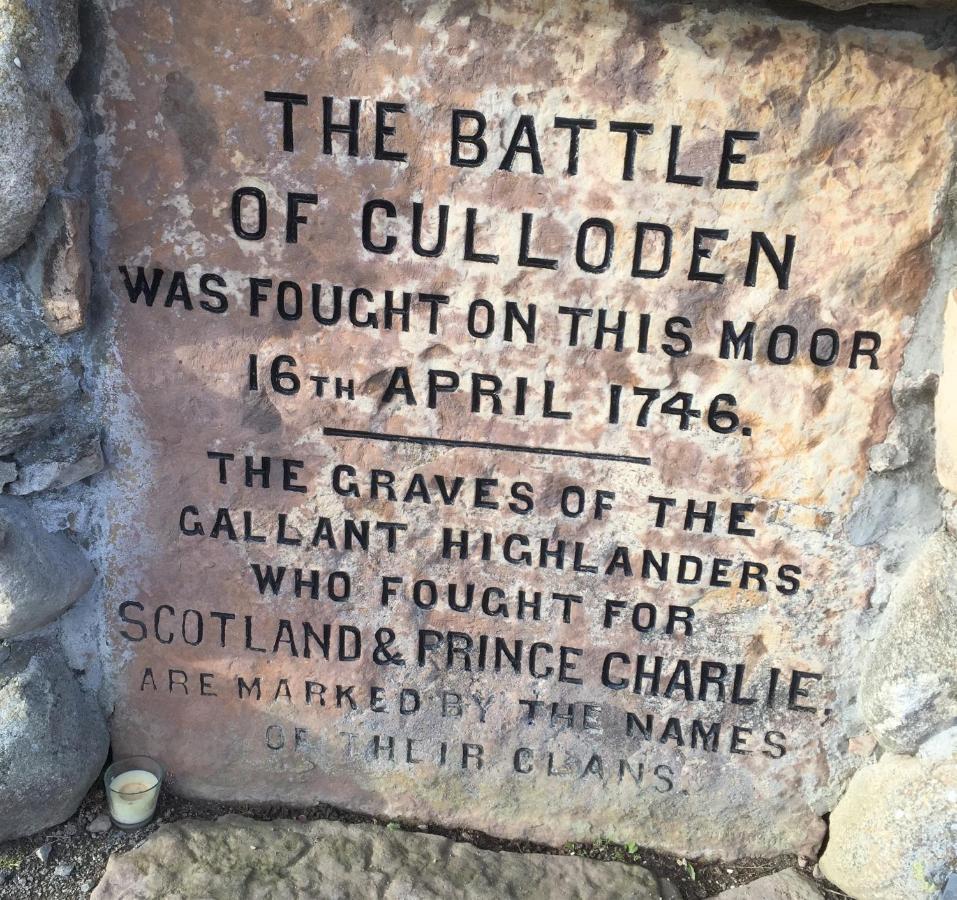 THE BATTLE
OF CULLODEN
WAS FOUGHT ON THIS MOOR
16TH APRIL 1746.
THE GRAVES OF THE
GALLANT HIGHLANDERS
WHO FOUGHT FOR
SCOTLAND & PRINCE CHARLIE,
ARE MARKED BY THE NAMES
OF THEIR CLANS.